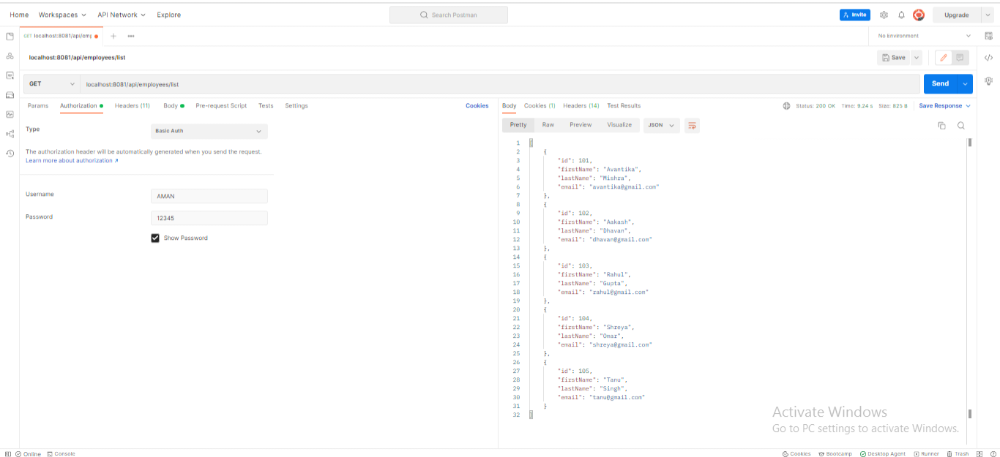 Home Workspaces API Network Explore Search Postman Invite Upgrade
GET localhost:8081/api/emp No Environment
localhost:8081/api/employees/list Save
GET localhost:8081/api/employees/list Send
Params Authorization Headers (11) Body Pre-request Script Tests Settings Cookies
Type Basic Auth
The authorization header will be automatically generated when you send the request.
Learn more about authorization
Username AMAN
Password 12345
Show Password
Body Cookies (1) Headers (14) Test Results Status: 200 OK Time: 9.24 s Size: 825 B Save Response
Pretty Raw Preview Visualize JSON
1 [
2 {
3 "id": 101,
4 "firstName": "Avantika",
5 "lastName": "Mishra",
6 "email": "avantika@gmail.com"
7 },
8 {
9 "id": 102,
10 "firstName": "Aakash",
11 "lastName": "Dhavan",
12 "email": "dhavan@gmail.com"
13 },
14 {
15 "id": 103,
16 "firstName": "Rahul",
17 "lastName": "Gupta",
18 "email": "rahul@gmail.com"
19 },
20 {
21 "id": 104,
22 "firstName": "Shreya",
23 "lastName": "Omar",
24 "email": "shreya@gmail.com"
25 },
26 {
27 "id": 105,
28 "firstName": "Tanu",
29 "lastName": "Singh",
30 "email": "tanu@gmail.com"
31 }
32 ]
Activate Windows
Go to PC settings to activate Windows.
Online Console Cookies Bootcamp Desktop Agent Runner Trash